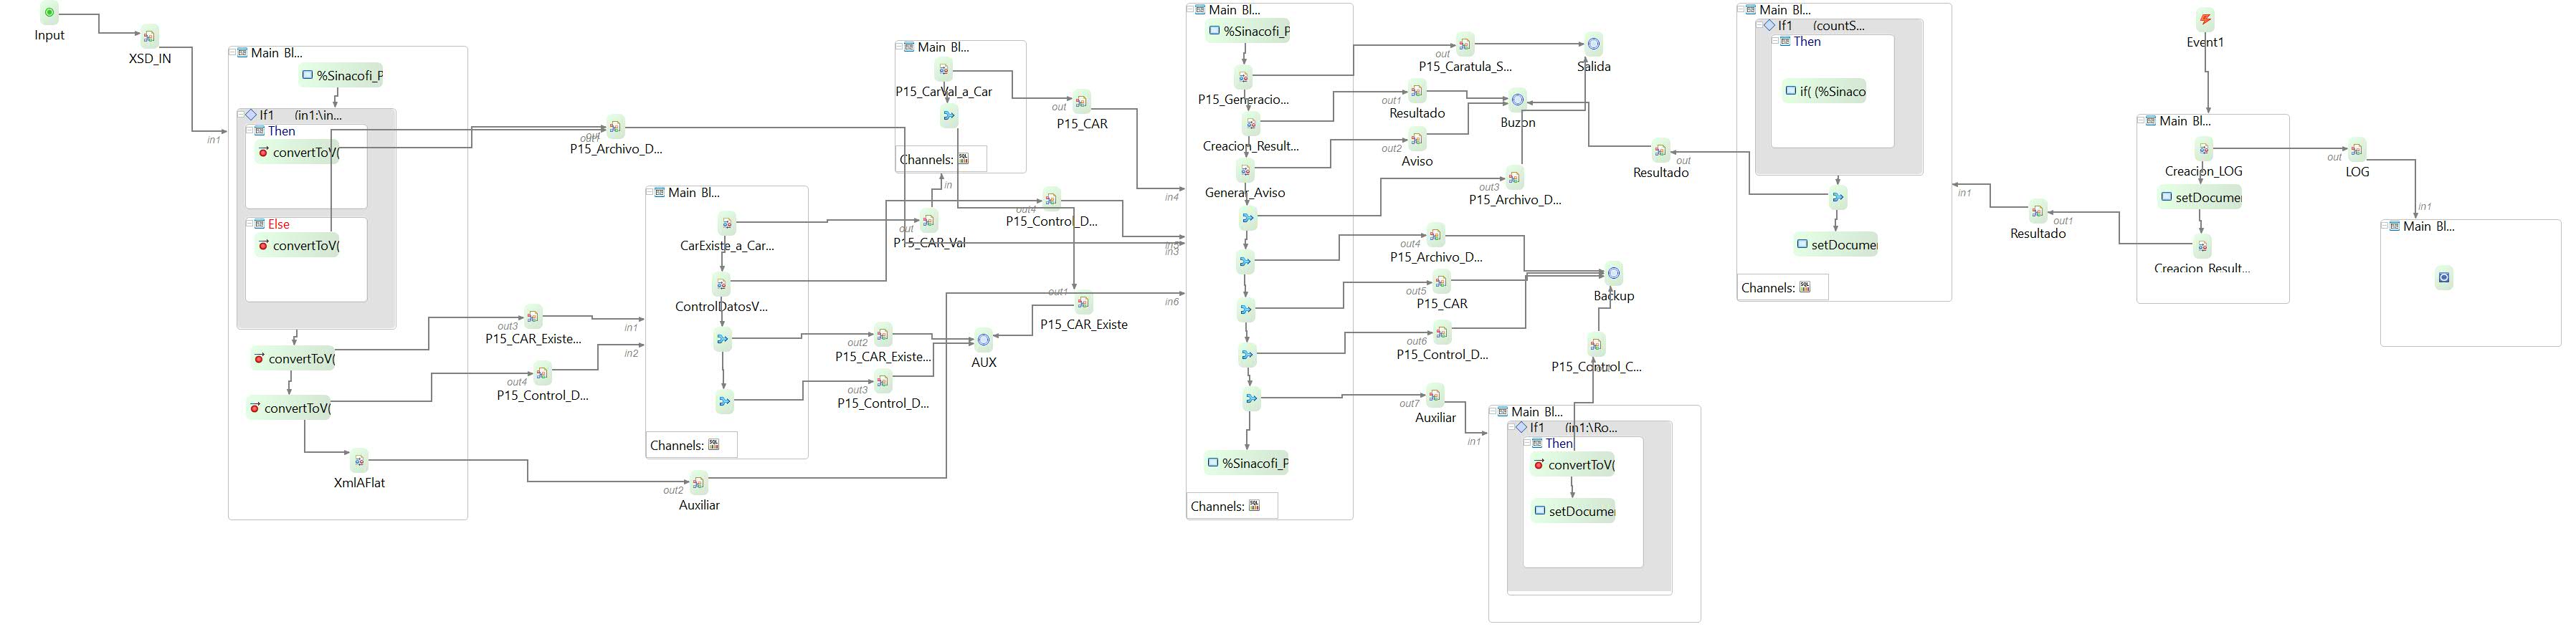 Input
XSD_IN
in1
Main Bl...
%Sinacofi_P
If1 (in1:\in...
Then
convertToV(
Else
convertToV(
convertToV(
convertToV(
XmlAFlat
out1
P15_Archivo_D...
out3
P15_CAR_Existe...
in1
out4
P15_Control_D...
in2
out2
Auxiliar
Main Bl...
CarExiste_a_Car...
ControlDatosV...
Channels:
out2
P15_CAR_Existe...
out3
P15_Control_D...
AUX
out
P15_CAR_Val
in
Main Bl...
P15_CarVal_a_Car
Channels:
out
P15_CAR
out4
P15_Control_D...
out1
P15_CAR_Existe
in4
in3
in6
Main Bl...
%Sinacofi_P
P15_Generacio...
Creacion_Result...
Generar_Aviso
%Sinacofi_P
Channels:
out
P15_Caratula_S...
Salida
out1
Resultado
Buzon
out2
Aviso
out3
P15_Archivo_D...
out4
P15_Archivo_D...
out5
P15_CAR
Backup
out6
P15_Control_D...
P15_Control_C...
out7
Auxiliar
in1
Main Bl...
If1 (in1:\Ro...
Then
convertToV(
setDocume
out
Resultado
Main Bl...
If1 (countS...
Then
if( (%Sinaco
setDocume
Channels:
in1
out1
Resultado
Event1
Main Bl...
Creacion_LOG
setDocume
Creacion_Result...
out
LOG
in1
Main Bl...